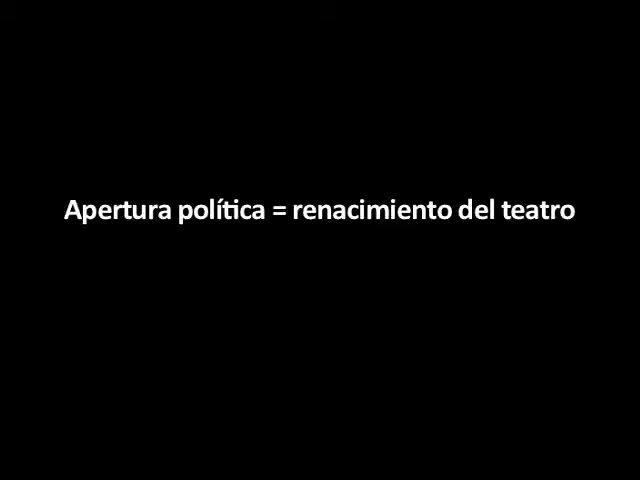 Apertura política = renacimiento del teatro